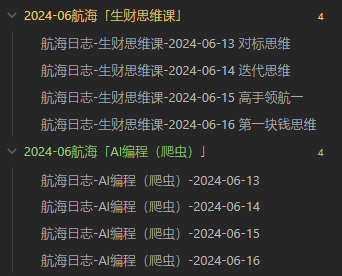 2024-06航海「生财思维课」 4
航海日志-生财思维课-2024-06-13 对标思维
航海日志-生财思维课-2024-06-14 迭代思维
航海日志-生财思维课-2024-06-15 高手领航一
航海日志-生财思维课-2024-06-16 第一块钱思维
2024-06航海「AI编程（爬虫）」 4
航海日志-AI编程（爬虫）-2024-06-13
航海日志-AI编程（爬虫）-2024-06-14
航海日志-AI编程（爬虫）-2024-06-15
航海日志-AI编程（爬虫）-2024-06-16